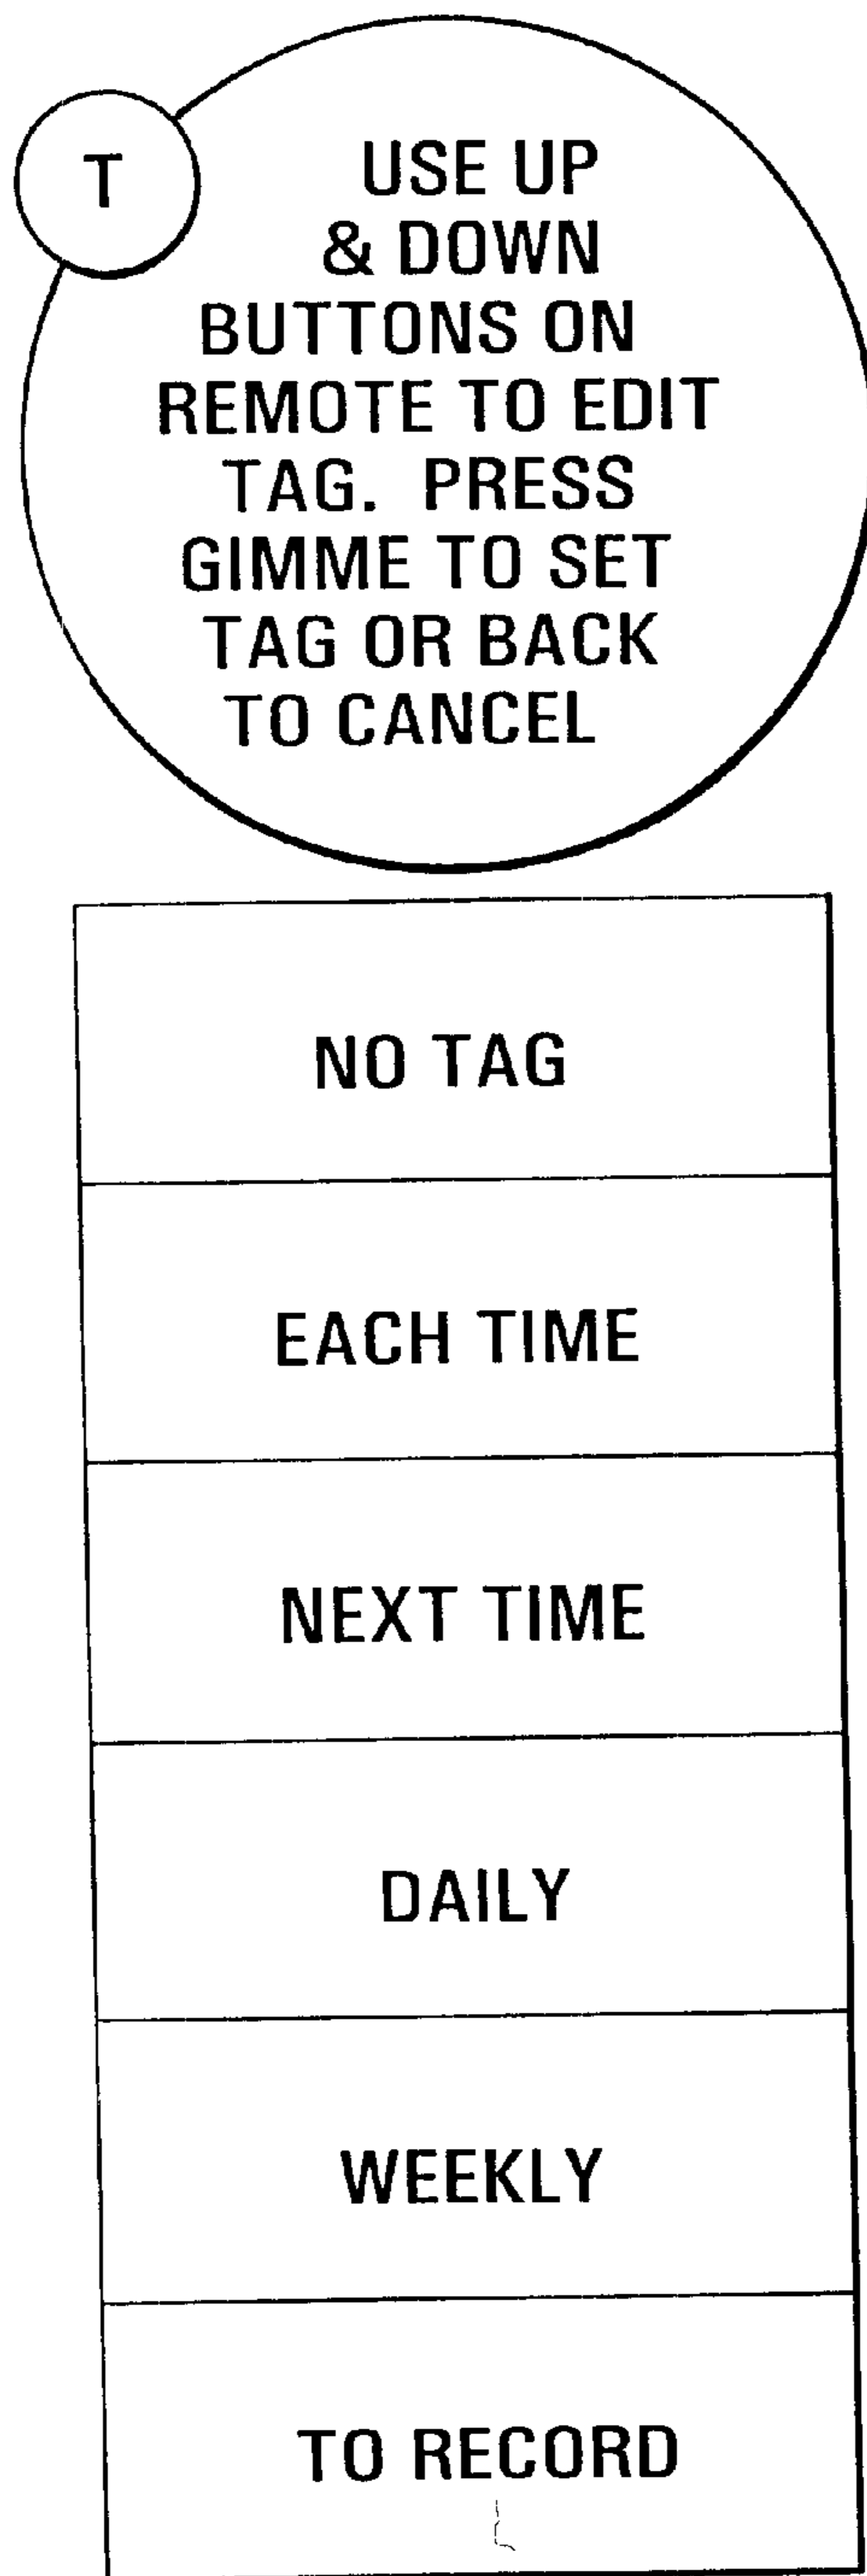 T
USE UP
& DOWN
BUTTONS ON
REMOTE TO EDIT
TAG. PRESS
GIMME TO SET
TAG OR BACK
TO CANCEL
NO TAG
EACH TIME
NEXT TIME
DAILY
WEEKLY
TO RECORD